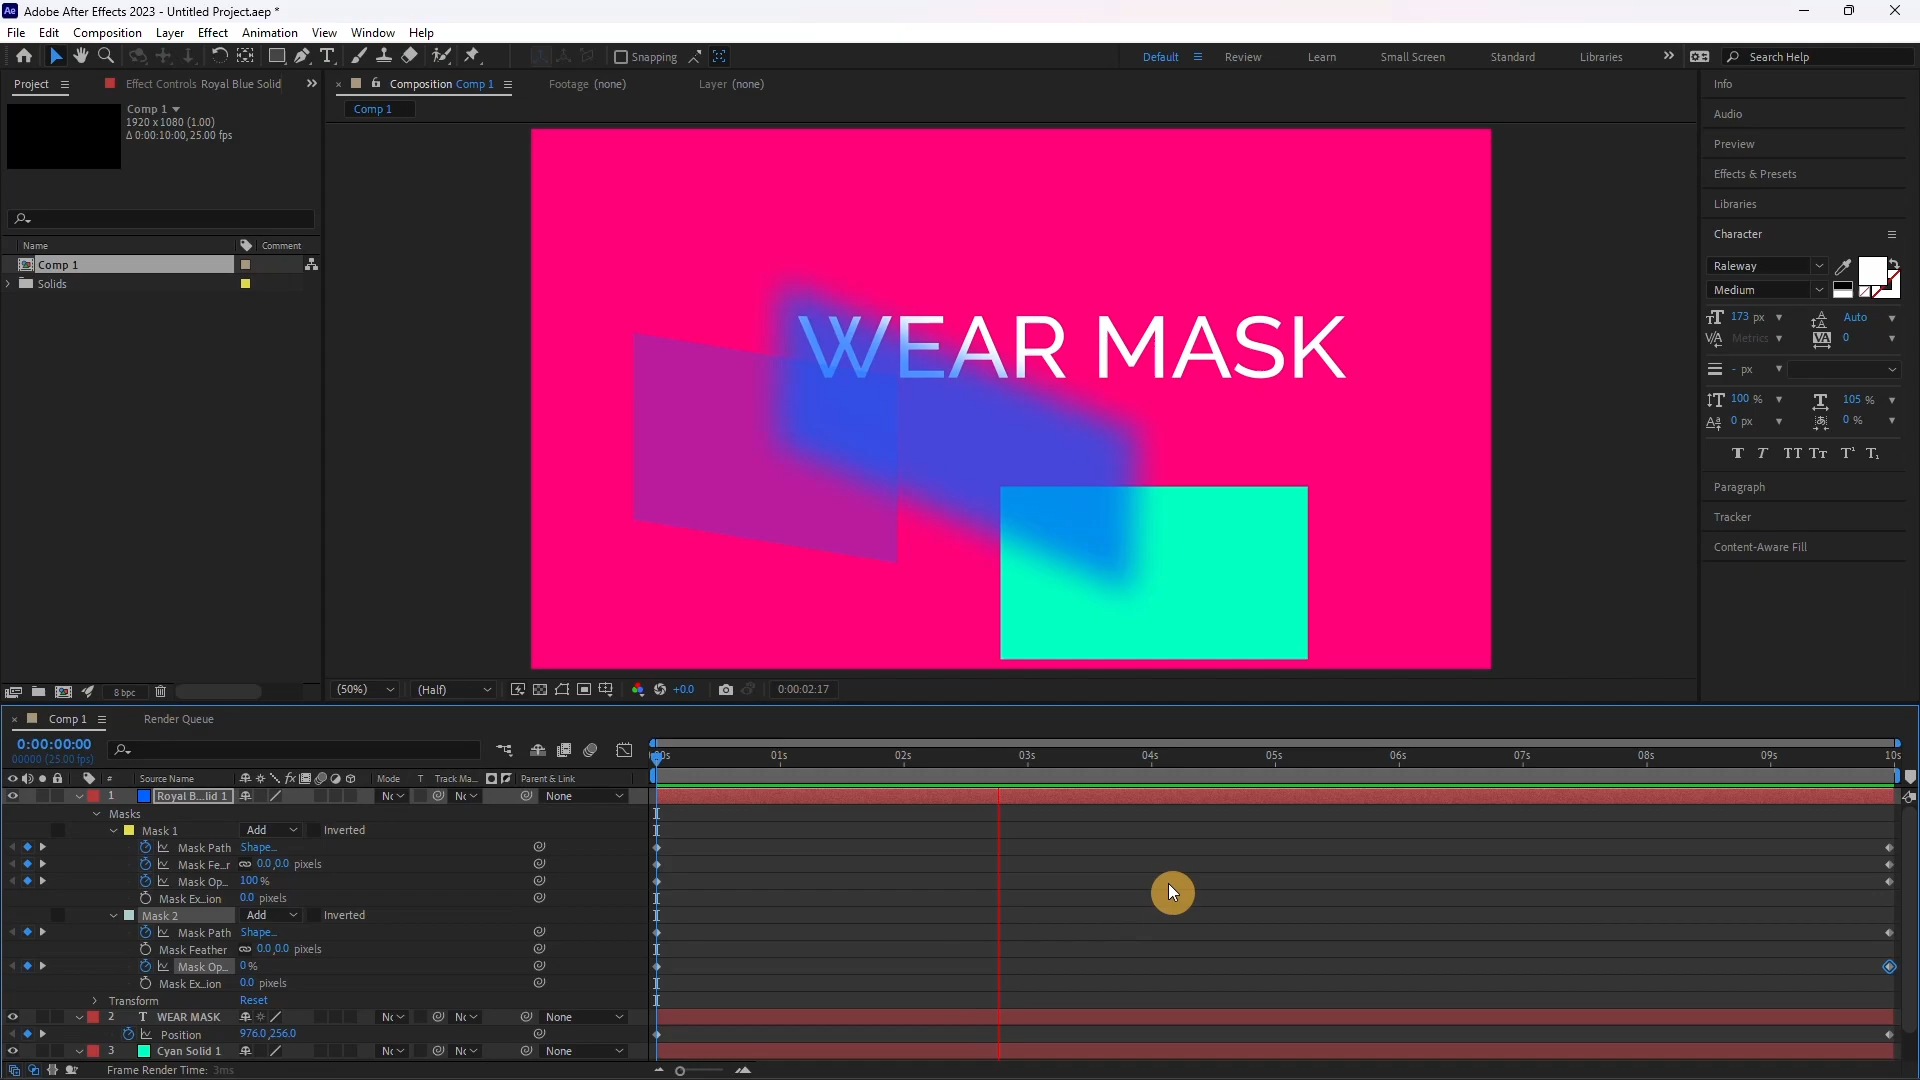 Ae Adobe After Effects 2023 - Untitled Project.aep *
File Edit Composition Layer Effect Animation View Window Help
Snapping Default Review Learn Small Screen Standard Libraries Search Help
Project Effect Controls Royal Blue Solid Composition Comp 1 Footage (none) Layer (none) Info
Comp 1
1920 x 1080 (1.00)
Δ 0:00:10:00, 25.00 fps
Comp 1
Audio
Preview
Effects & Presets
Libraries
Character
Name Comment
Comp 1
Solids
Raleway
Medium
173 px Auto
Metrics 0
- px
100 % 105 %
0 px 0 %
T T TT Tt T¹ T₁
Paragraph
Tracker
Content-Aware Fill
WEAR MASK
8 bpc (50%) (Half) +0.0 0:00:02:17
Comp 1 Render Queue
0:00:00:00
00000 (25.00 fps)
01s 02s 03s 04s 05s 06s 07s 08s 09s 10s
# Source Name fx Mode T Track Ma... Parent & Link
1 Royal B...lid 1 None
Masks
Mask 1 Add Inverted
Mask Path Shape...
Mask Fe...r 0.0,0.0 pixels
Mask Op... 100 %
Mask Ex...ion 0.0 pixels
Mask 2 Add Inverted
Mask Path Shape...
Mask Feather 0.0,0.0 pixels
Mask Op... 0 %
Mask Ex...ion 0.0 pixels
Transform Reset
2 T WEAR MASK None
Position 976.0,256.0
3 Cyan Solid 1 None
Frame Render Time: 3ms